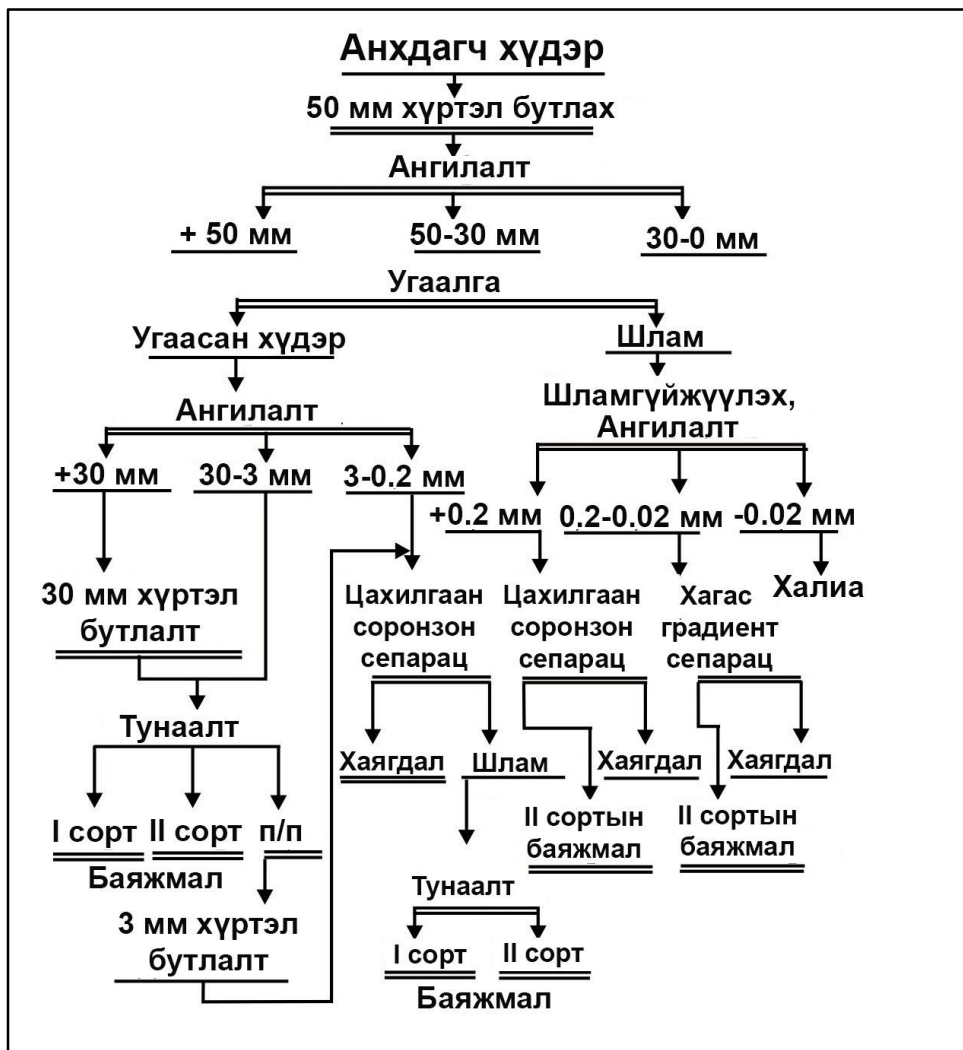 Анхдагч хүдэр
50 мм хүртэл бутлах
Ангилалт
+ 50 мм
50-30 мм
30-0 мм
Угаалга
Угаасан хүдэр
Шлам
Ангилалт
Шламгүйжүүлэх,
Ангилалт
+30 мм
30-3 мм
3-0.2 мм
+0.2 мм
0.2-0.02 мм
-0.02 мм
30 мм хүртэл
бутлалт
Цахилгаан
соронзон
сепарац
Цахилгаан
соронзон
сепарац
Хагас
градиент
сепарац
Халиа
Тунаалт
Хаягдал
Шлам
Хаягдал
Хаягдал
I сорт
II сорт
п/п
Баяжмал
II сортын
баяжмал
II сортын
баяжмал
3 мм хүртэл
бутлалт
Тунаалт
I сорт
II сорт
Баяжмал